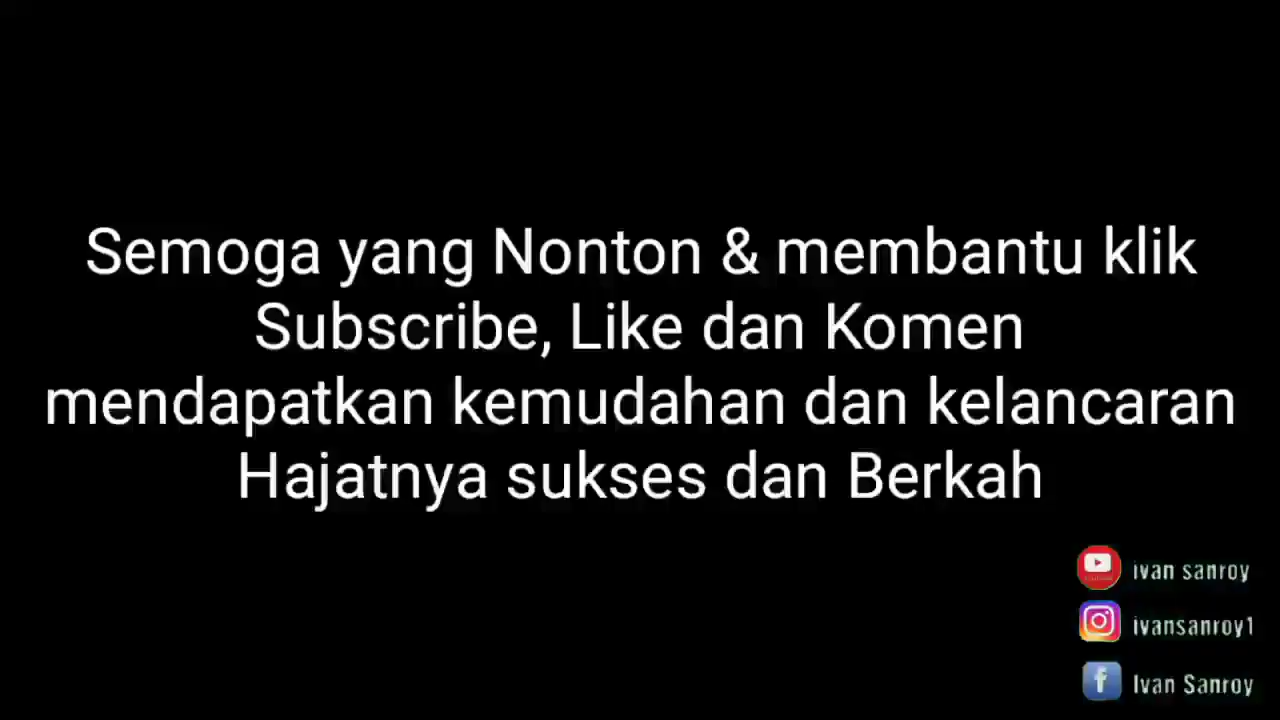 Semoga yang Nonton & membantu klik
Subscribe, Like dan Komen
mendapatkan kemudahan dan kelancaran
Hajatnya sukses dan Berkah
ivan sanroy
ivansanroy1
Ivan Sanroy